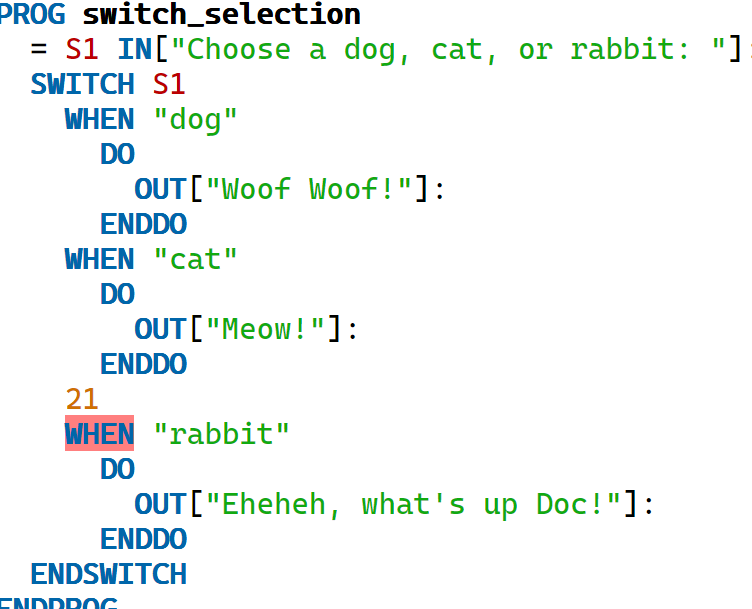 PROG switch_selection
= S1 IN["Choose a dog, cat, or rabbit: "]:
SWITCH S1
WHEN "dog"
DO
OUT["Woof Woof!"]:
ENDDO
WHEN "cat"
DO
OUT["Meow!"]:
ENDDO
21
WHEN "rabbit"
DO
OUT["Eheheh, what's up Doc!"]:
ENDDO
ENDSWITCH
ENDPROG